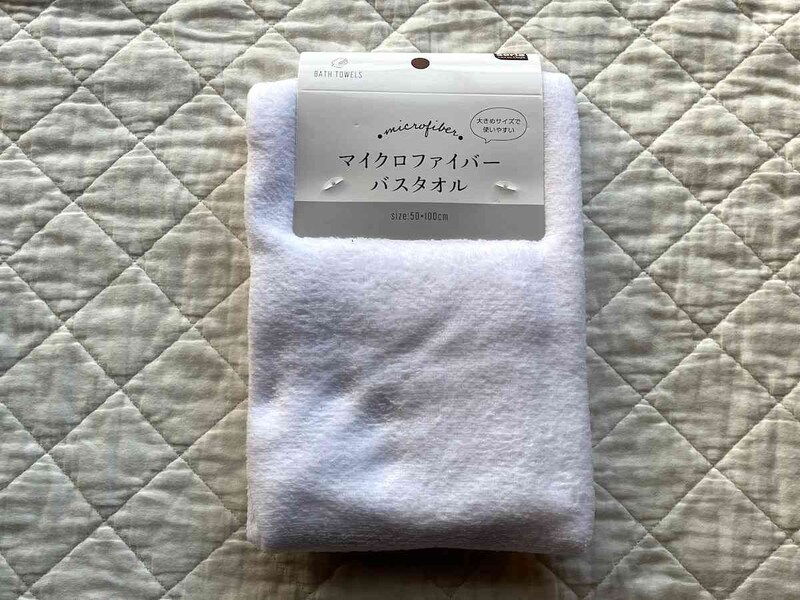 BATH TOWELS
microfiber
大きめサイズで
使いやすい
マイクロファイバー
バスタオル
size:50×100cm